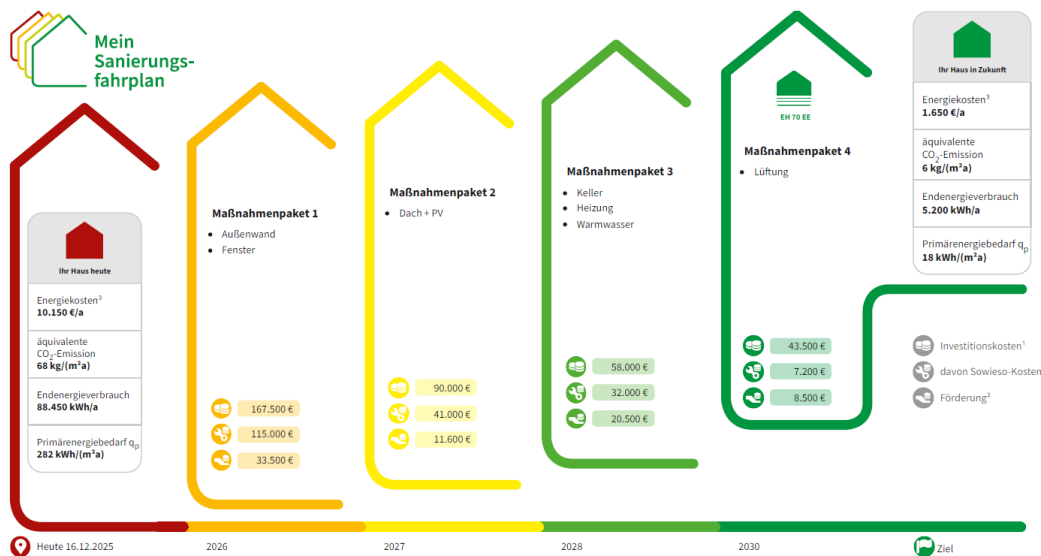 Mein
Sanierungs-
fahrplan
Ihr Haus heute
Energiekosten³
10.150 €/a
äquivalente
CO₂-Emission
68 kg/(m²a)
Endenergieverbrauch
88.450 kWh/a
Primärenergiebedarf qₚ
282 kWh/(m²a)
Maßnahmenpaket 1
• Außenwand
• Fenster
167.500 €
115.000 €
33.500 €
Maßnahmenpaket 2
• Dach + PV
90.000 €
41.000 €
11.600 €
Maßnahmenpaket 3
• Keller
• Heizung
• Warmwasser
58.000 €
32.000 €
20.500 €
EH 70 EE
Maßnahmenpaket 4
• Lüftung
43.500 €
7.200 €
8.500 €
Ihr Haus in Zukunft
Energiekosten³
1.650 €/a
äquivalente
CO₂-Emission
6 kg/(m²a)
Endenergieverbrauch
5.200 kWh/a
Primärenergiebedarf qₚ
18 kWh/(m²a)
Investitionskosten¹
davon Sowieso-Kosten
Förderung²
Heute 16.12.2025
2026
2027
2028
2030
Ziel